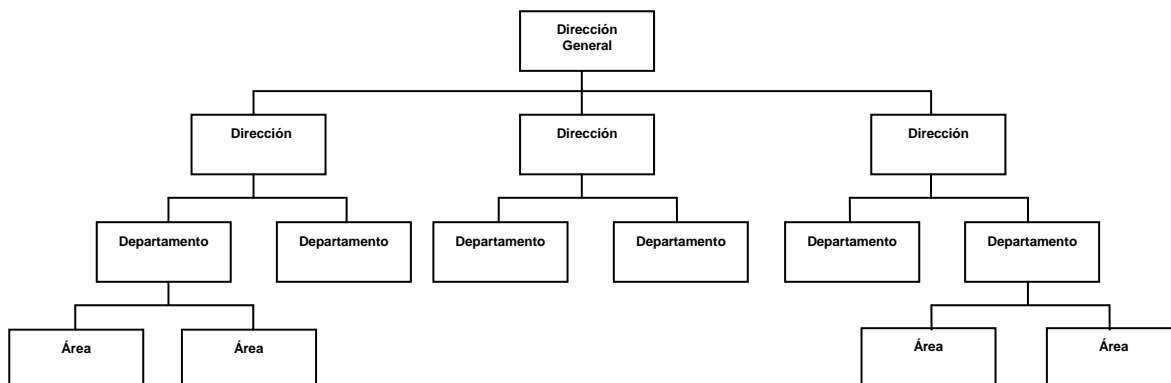 Dirección
General
Dirección
Dirección
Dirección
Departamento
Departamento
Departamento
Departamento
Departamento
Departamento
Área
Área
Área
Área